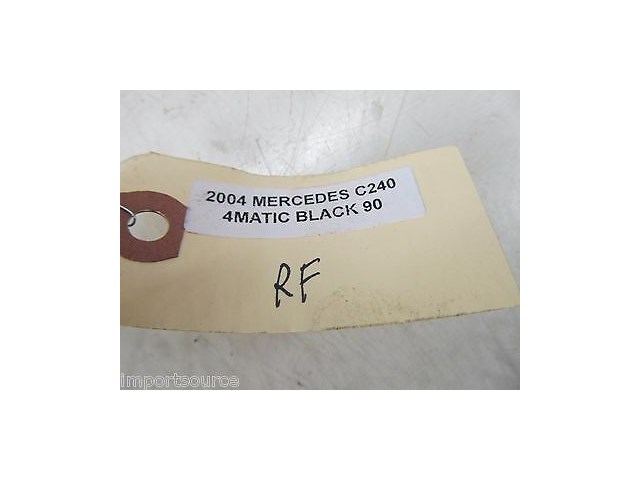 2004 MERCEDES C240
4MATIC BLACK 90
RF
importsource